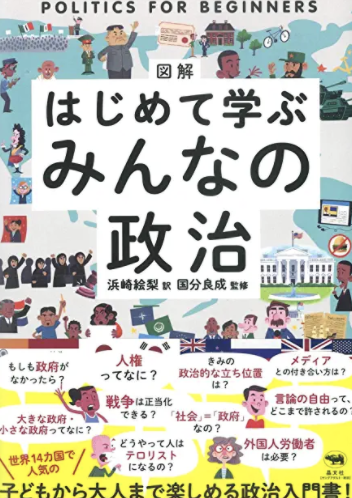 POLITICS FOR BEGINNERS
図解
はじめて学ぶ
みんなの
政治
浜崎絵梨 訳 国分良成 監修
もしも政府が
なかったら?
人権
ってなに?
きみの
政治的な立ち位置
は?
メディア
との付き合い方は?
大きな政府・
小さな政府ってなに?
戦争は正当化
できる?
「社会」=「政府」
なの?
言論の自由って、
どこまで許されるの?
世界14カ国で
人気の
どうやって人は
テロリスト
になるの?
外国人労働者
は必要?
晶文社
子どもから大人まで楽しめる政治入門書!